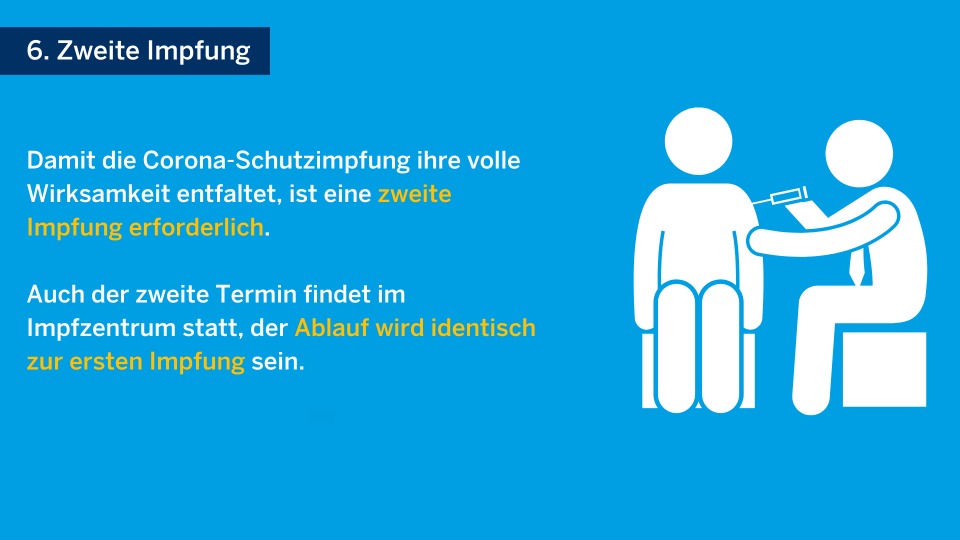 6. Zweite Impfung
Damit die Corona-Schutzimpfung ihre volle
Wirksamkeit entfaltet, ist eine zweite
Impfung erforderlich.
Auch der zweite Termin findet im
Impfzentrum statt, der Ablauf wird identisch
zur ersten Impfung sein.